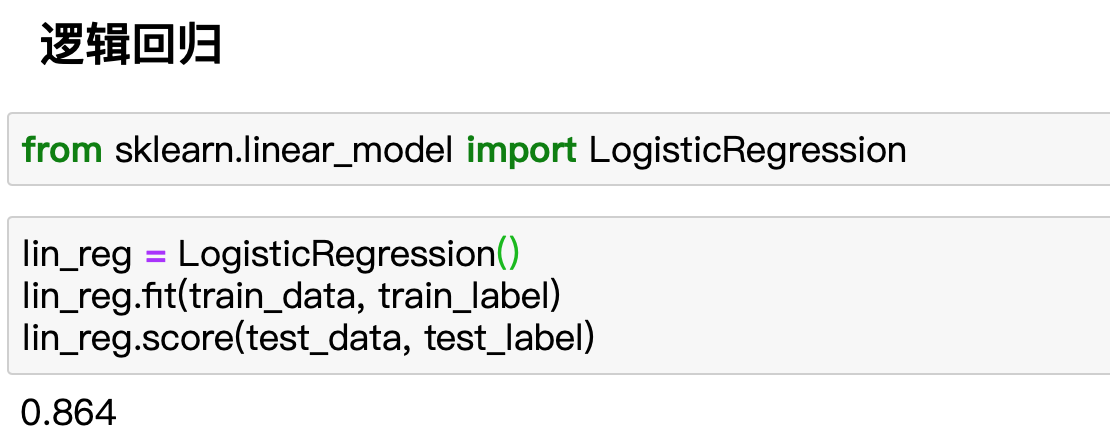 逻辑回归
from sklearn.linear_model import LogisticRegression
lin_reg = LogisticRegression()
lin_reg.fit(train_data, train_label)
lin_reg.score(test_data, test_label)
0.864